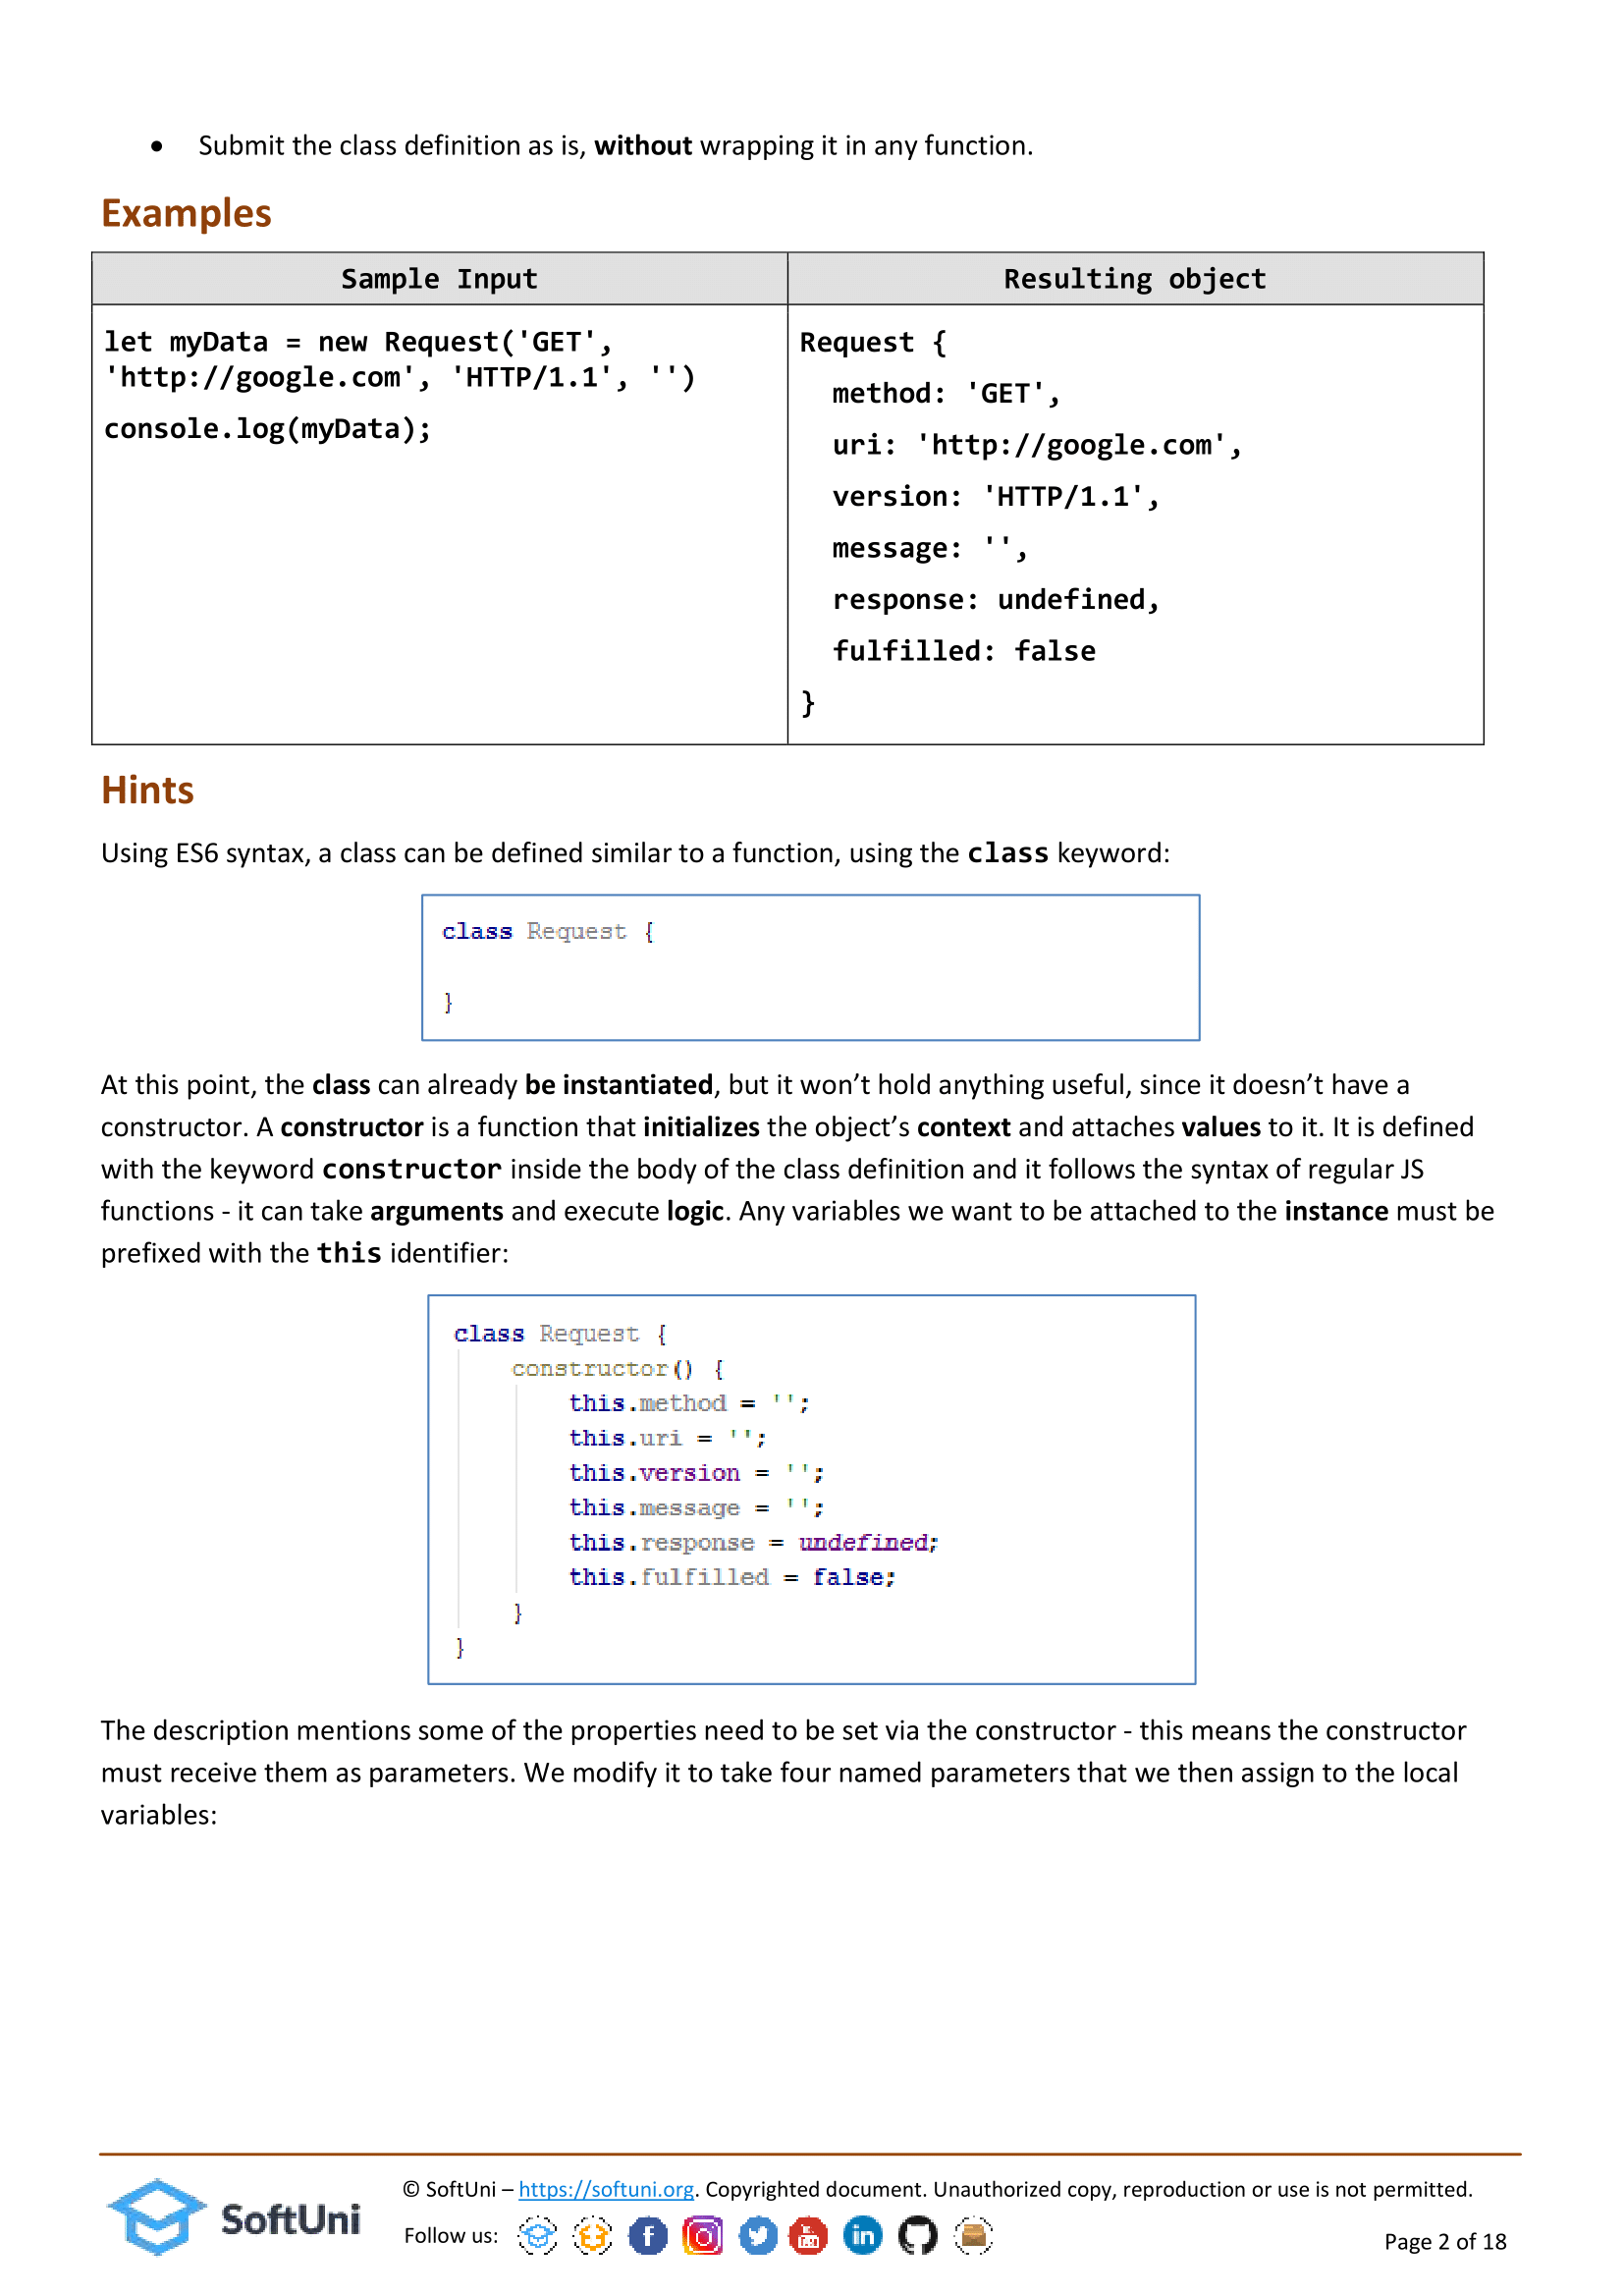 • Submit the class definition as is, without wrapping it in any function.
Examples
Sample Input
Resulting object
let myData = new Request('GET',
'http://google.com', 'HTTP/1.1', '')
console.log(myData);
Request {
  method: 'GET',
  uri: 'http://google.com',
  version: 'HTTP/1.1',
  message: '',
  response: undefined,
  fulfilled: false
}
Hints
Using ES6 syntax, a class can be defined similar to a function, using the class keyword:
class Request {
}
At this point, the class can already be instantiated, but it won’t hold anything useful, since it doesn’t have a
constructor. A constructor is a function that initializes the object’s context and attaches values to it. It is defined
with the keyword constructor inside the body of the class definition and it follows the syntax of regular JS
functions - it can take arguments and execute logic. Any variables we want to be attached to the instance must be
prefixed with the this identifier:
class Request {
    constructor() {
        this.method = '';
        this.uri = '';
        this.version = '';
        this.message = '';
        this.response = undefined;
        this.fulfilled = false;
    }
}
The description mentions some of the properties need to be set via the constructor - this means the constructor
must receive them as parameters. We modify it to take four named parameters that we then assign to the local
variables:
SoftUni
© SoftUni – https://softuni.org. Copyrighted document. Unauthorized copy, reproduction or use is not permitted.
Follow us:
Page 2 of 18